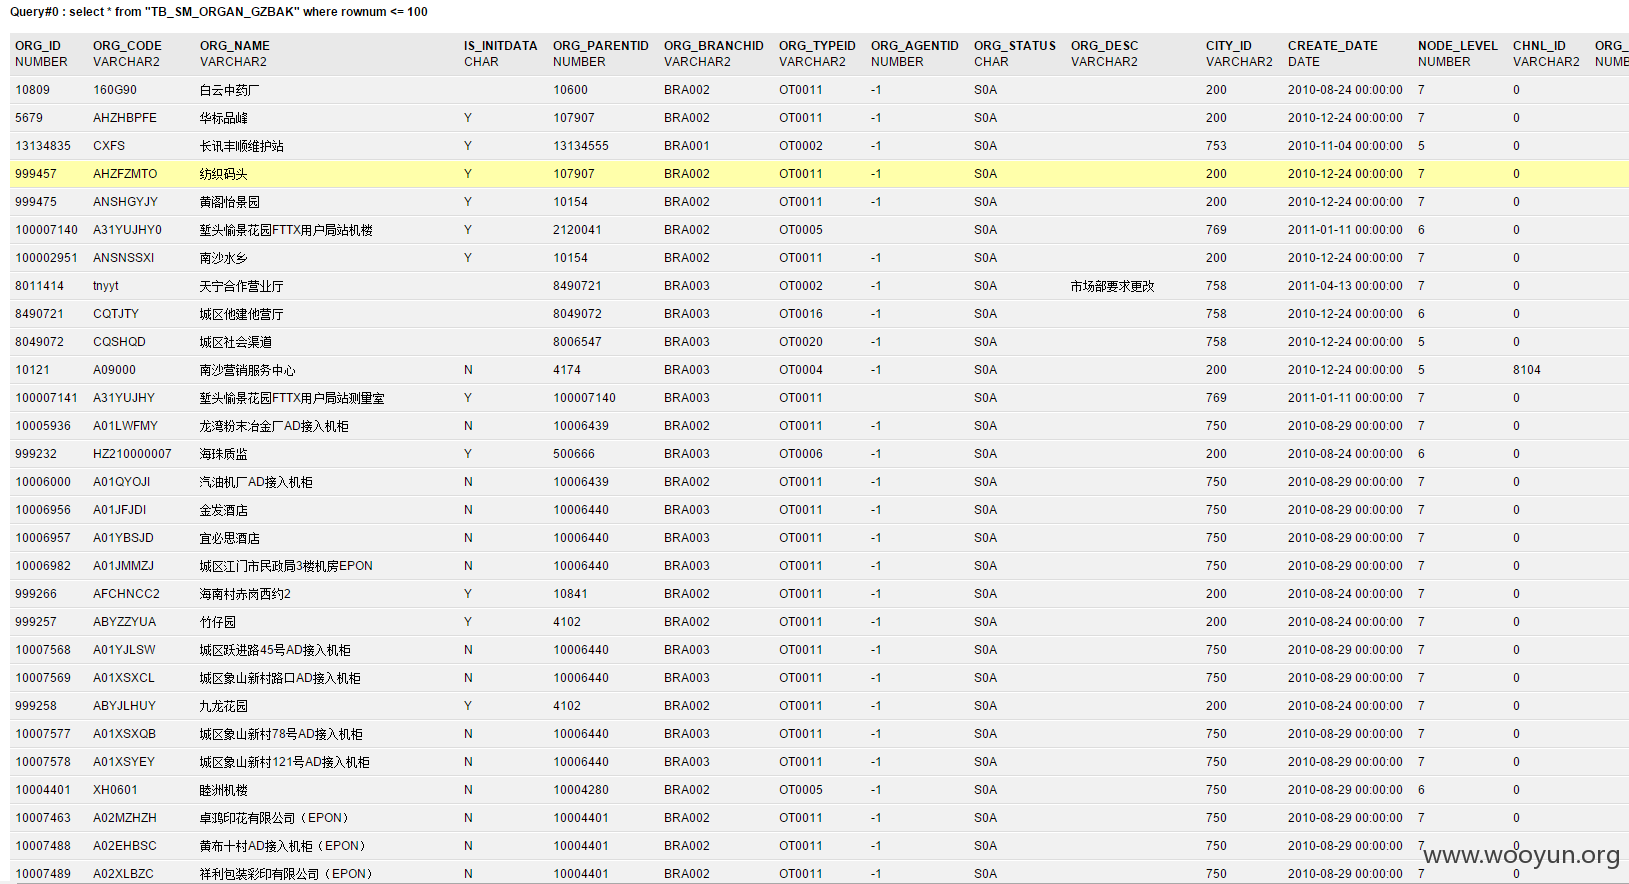 Query#0 : select * from "TB_SM_ORGAN_GZBAK" where rownum <= 100
ORG_ID ORG_CODE ORG_NAME IS_INITDATA ORG_PARENTID ORG_BRANCHID ORG_TYPEID ORG_AGENTID ORG_STATUS ORG_DESC CITY_ID CREATE_DATE NODE_LEVEL CHNL_ID ORG_
NUMBER VARCHAR2 VARCHAR2 CHAR NUMBER VARCHAR2 VARCHAR2 NUMBER CHAR VARCHAR2 VARCHAR2 DATE NUMBER VARCHAR2 NUMB
10809 160G90 白云中药厂 10600 BRA002 OT0011 -1 S0A 200 2010-08-24 00:00:00 7 0
5679 AHZHBPFE 华标品峰 Y 107907 BRA002 OT0011 -1 S0A 200 2010-12-24 00:00:00 7 0
13134835 CXFS 长讯丰顺维护站 Y 13134555 BRA001 OT0002 -1 S0A 753 2010-11-04 00:00:00 5 0
999457 AHZFZMTO 纺织码头 Y 107907 BRA002 OT0011 -1 S0A 200 2010-12-24 00:00:00 7 0
999475 ANSHGYJY 黄阁怡景园 Y 10154 BRA002 OT0011 -1 S0A 200 2010-12-24 00:00:00 7 0
100007140 A31YUJHY0 堑头愉景花园FTTX用户局站机楼 Y 2120041 BRA002 OT0005 S0A 769 2011-01-11 00:00:00 6 0
100002951 ANSNSSXI 南沙水乡 Y 10154 BRA002 OT0011 -1 S0A 200 2010-12-24 00:00:00 7 0
8011414 tnyyt 天宁合作营业厅 8490721 BRA003 OT0002 -1 S0A 市场部要求更改 758 2011-04-13 00:00:00 7 0
8490721 CQTJTY 城区他建他营厅 8049072 BRA003 OT0016 -1 S0A 758 2010-12-24 00:00:00 6 0
8049072 CQSHQD 城区社会渠道 8006547 BRA003 OT0020 -1 S0A 758 2010-12-24 00:00:00 5 0
10121 A09000 南沙营销服务中心 N 4174 BRA003 OT0004 -1 S0A 200 2010-12-24 00:00:00 5 8104
100007141 A31YUJHY 堑头愉景花园FTTX用户局站测量室 Y 100007140 BRA003 OT0011 S0A 769 2011-01-11 00:00:00 7 0
10005936 A01LWFMY 龙湾粉末冶金厂AD接入机柜 N 10006439 BRA002 OT0011 -1 S0A 750 2010-08-29 00:00:00 7 0
999232 HZ210000007 海珠质监 Y 500666 BRA003 OT0006 -1 S0A 200 2010-08-24 00:00:00 6 0
10006000 A01QYOJI 汽油机厂AD接入机柜 N 10006439 BRA002 OT0011 -1 S0A 750 2010-08-29 00:00:00 7 0
10006956 A01JFJDI 金发酒店 N 10006440 BRA003 OT0011 -1 S0A 750 2010-08-29 00:00:00 7 0
10006957 A01YBSJD 宜必思酒店 N 10006440 BRA003 OT0011 -1 S0A 750 2010-08-29 00:00:00 7 0
10006982 A01JMMZJ 城区江门市民政局3楼机房EPON N 10006440 BRA003 OT0011 -1 S0A 750 2010-08-29 00:00:00 7 0
999266 AFCHNCC2 海南村赤岗西约2 Y 10841 BRA002 OT0011 -1 S0A 200 2010-08-24 00:00:00 7 0
999257 ABYZZYUA 竹仔园 Y 4102 BRA002 OT0011 -1 S0A 200 2010-08-24 00:00:00 7 0
10007568 A01YJLSW 城区跃进路45号AD接入机柜 N 10006440 BRA003 OT0011 -1 S0A 750 2010-08-29 00:00:00 7 0
10007569 A01XSXCL 城区象山新村路口AD接入机柜 N 10006440 BRA003 OT0011 -1 S0A 750 2010-08-29 00:00:00 7 0
999258 ABYJLHUY 九龙花园 Y 4102 BRA002 OT0011 -1 S0A 200 2010-08-24 00:00:00 7 0
10007577 A01XSXQB 城区象山新村78号AD接入机柜 N 10006440 BRA003 OT0011 -1 S0A 750 2010-08-29 00:00:00 7 0
10007578 A01XSYEY 城区象山新村121号AD接入机柜 N 10006440 BRA003 OT0011 -1 S0A 750 2010-08-29 00:00:00 7 0
10004401 XH0601 睦洲机楼 N 10004280 BRA002 OT0005 -1 S0A 750 2010-08-29 00:00:00 6 0
10007463 A02MZHZH 卓鸿印花有限公司（EPON） N 10004401 BRA002 OT0011 -1 S0A 750 2010-08-29 00:00:00 7 0
10007488 A02EHBSC 黄布十村AD接入机柜（EPON） N 10004401 BRA002 OT0011 -1 S0A 750 2010-08-29 00:00:00 7
www.wooyun.org
10007489 A02XLBZC 祥利包装彩印有限公司（EPON） N 10004401 BRA002 OT0011 -1 S0A 750 2010-08-29 00:00:00 7 0